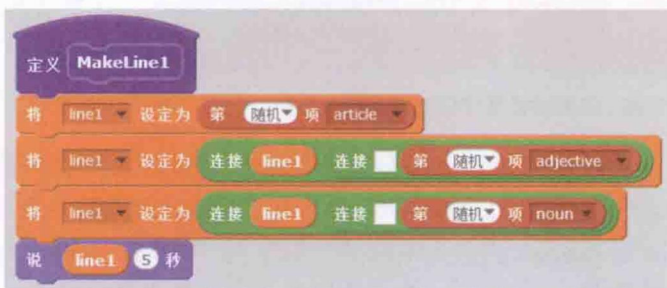 定义 MakeLine1
将 line1 设定为 第 随机 项 article
将 line1 设定为 连接 line1 连接 第 随机 项 adjective
将 line1 设定为 连接 line1 连接 第 随机 项 noun
说 line1 5 秒